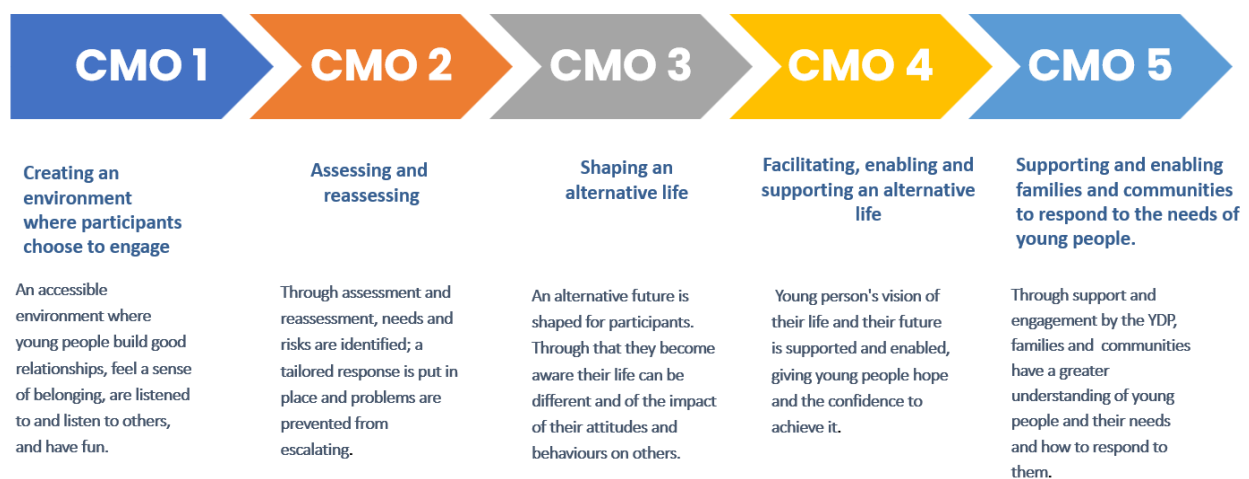 CMO 1
CMO 2
CMO 3
CMO 4
CMO 5
Creating an
environment
where participants
choose to engage
Assessing and
reassessing
Shaping an
alternative life
Facilitating, enabling and
supporting an alternative
life
Supporting and enabling
families and communities
to respond to the needs of
young people.
An accessible
environment where
young people build good
relationships, feel a sense
of belonging, are listened
to and listen to others,
and have fun.
Through assessment and
reassessment, needs and
risks are identified; a
tailored response is put in
place and problems are
prevented from
escalating.
An alternative future is
shaped for participants.
Through that they become
aware their life can be
different and of the impact
of their attitudes and
behaviours on others.
Young person's vision of
their life and their future
is supported and enabled,
giving young people hope
and the confidence to
achieve it.
Through support and
engagement by the YDP,
families and communities
have a greater
understanding of young
people and their needs
and how to respond to
them.